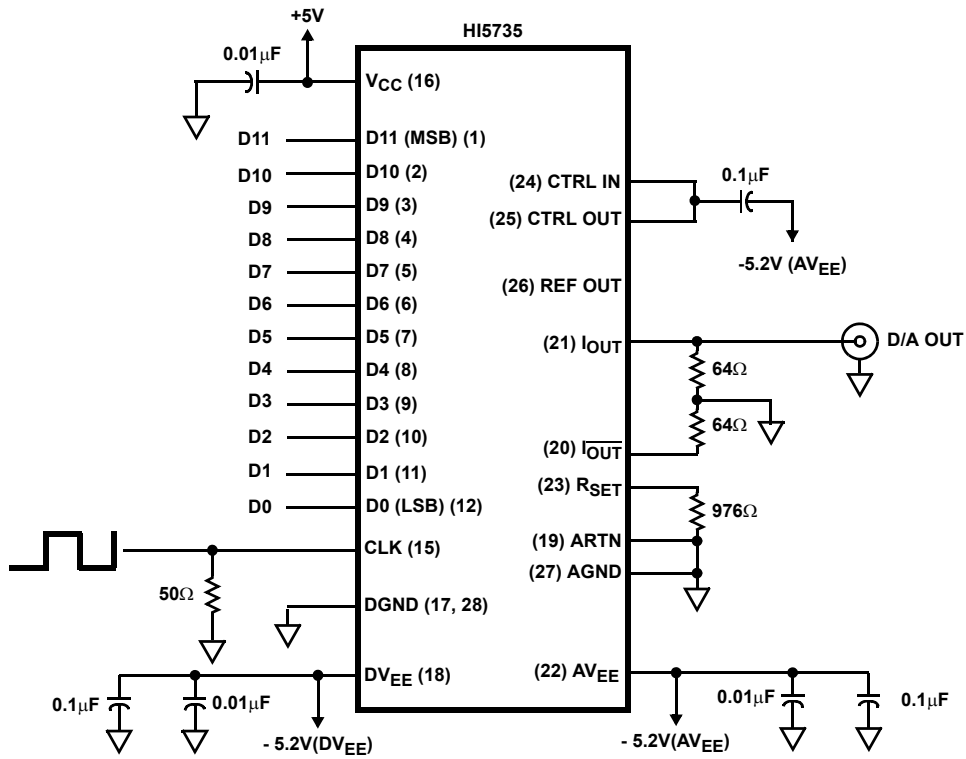 +5V
HI5735
0.01μF
VCC (16)
D11
D11 (MSB) (1)
D10
D10 (2)
D9
D9 (3)
D8
D8 (4)
D7
D7 (5)
D6
D6 (6)
D5
D5 (7)
D4
D4 (8)
D3
D3 (9)
D2
D2 (10)
D1
D1 (11)
D0
D0 (LSB) (12)
CLK (15)
50Ω
DGND (17, 28)
DVEE (18)
0.1μF
0.01μF
- 5.2V(DVEE)
(24) CTRL IN
(25) CTRL OUT
0.1μF
-5.2V (AVEE)
(26) REF OUT
(21) IOUT
D/A OUT
64Ω
64Ω
(20) I̅O̅U̅T̅
(23) RSET
976Ω
(19) ARTN
(27) AGND
(22) AVEE
0.01μF
0.1μF
- 5.2V(AVEE)